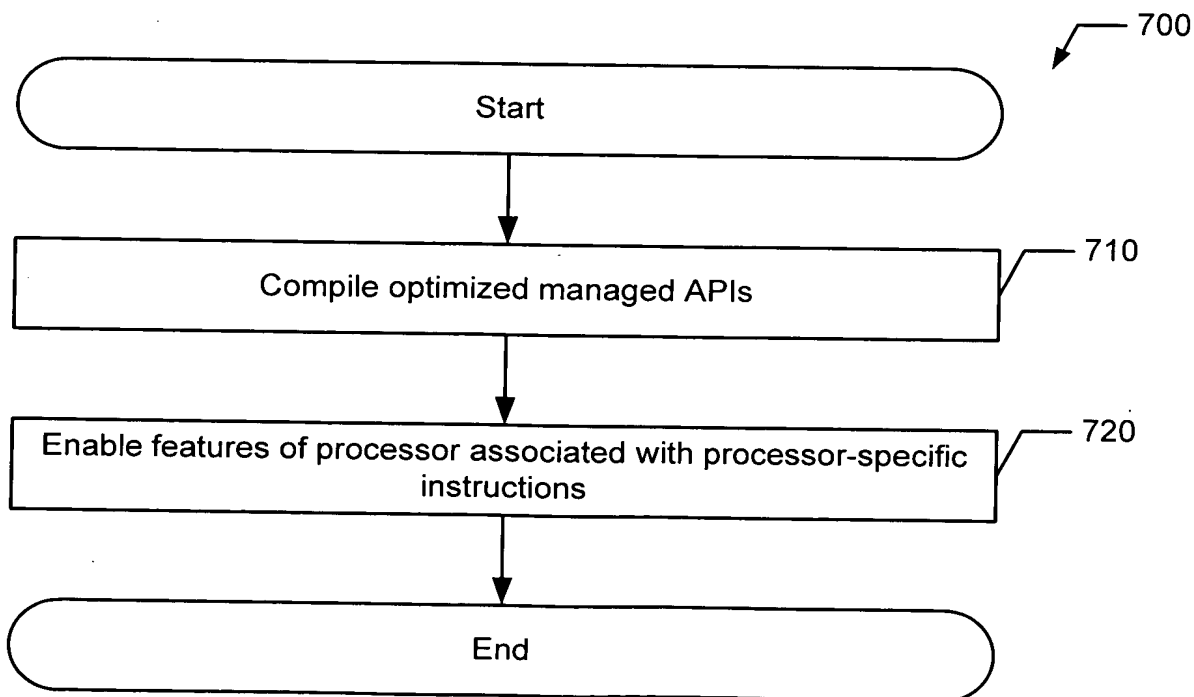 700
Start
Compile optimized managed APIs
710
Enable features of processor associated with processor-specific
instructions
720
End